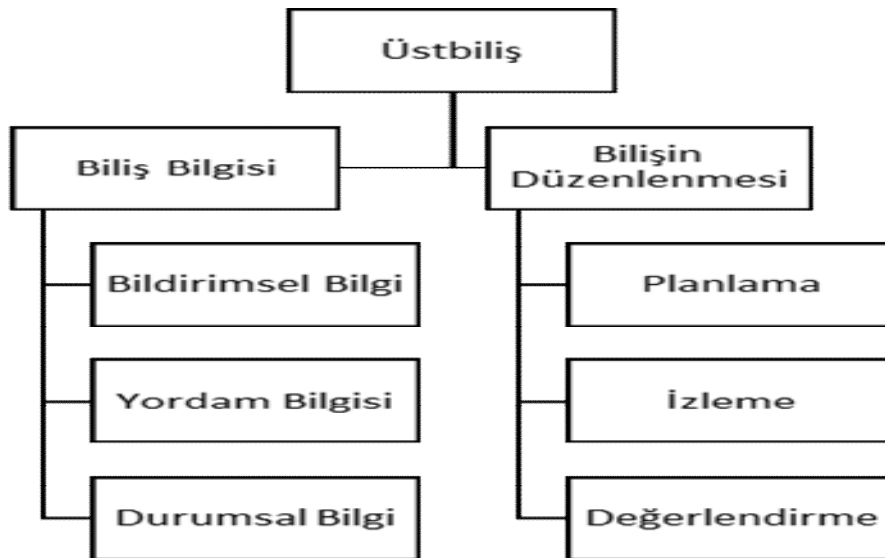 Üstbiliş
Biliş Bilgisi
Bildirimsel Bilgi
Yordam Bilgisi
Durumsal Bilgi
Bilişin
Düzenlenmesi
Planlama
İzleme
Değerlendirme